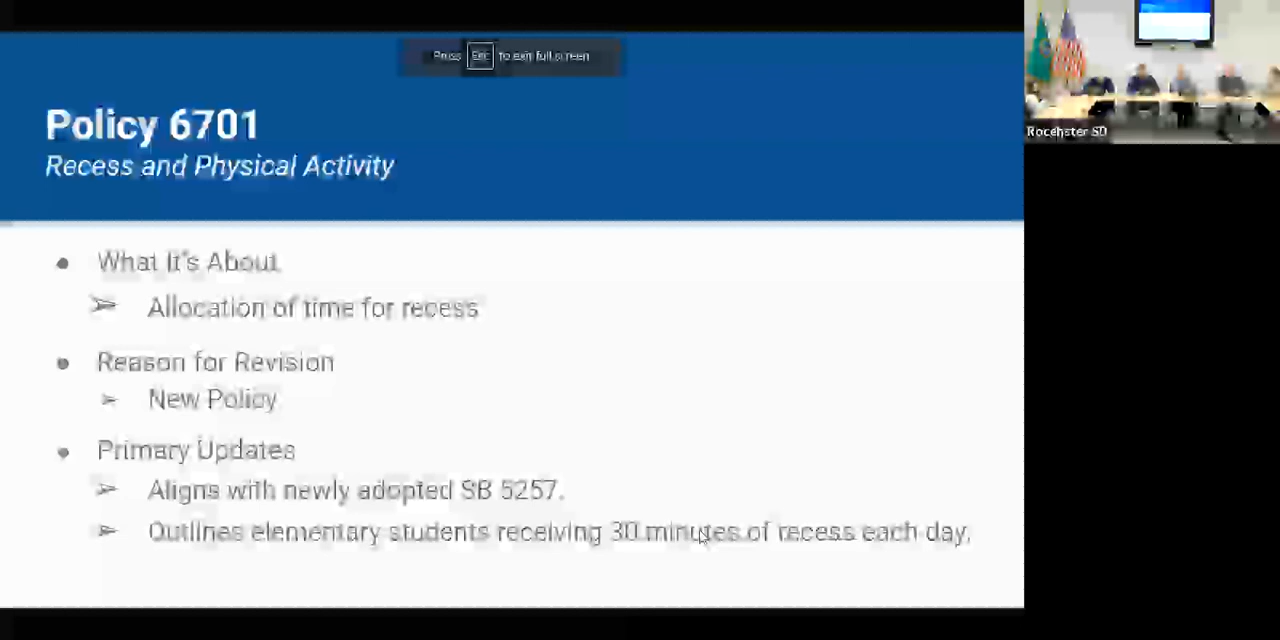 Press Esc to exit full screen
Policy 6701
Recess and Physical Activity
What It's About
Allocation of time for recess
Reason for Revision
New Policy
Primary Updates
Aligns with newly adopted SB 5257.
Outlines elementary students receiving 30 minutes of recess each day.
Rocehster SD